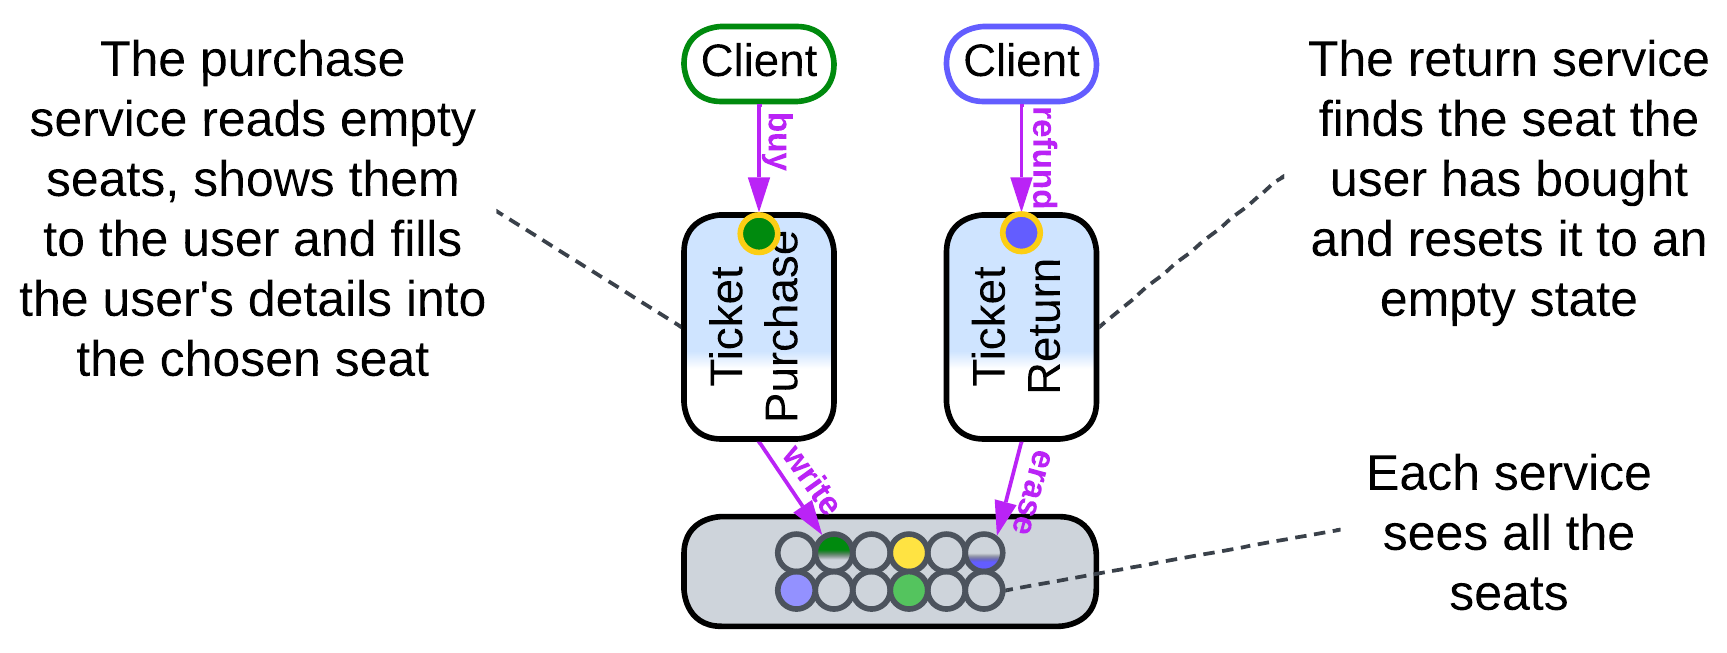 The purchase
service reads empty
seats, shows them
to the user and fills
the user's details into
the chosen seat
Client
buy
Ticket
Purchase
write
Client
refund
Ticket
Return
erase
The return service
finds the seat the
user has bought
and resets it to an
empty state
Each service
sees all the
seats